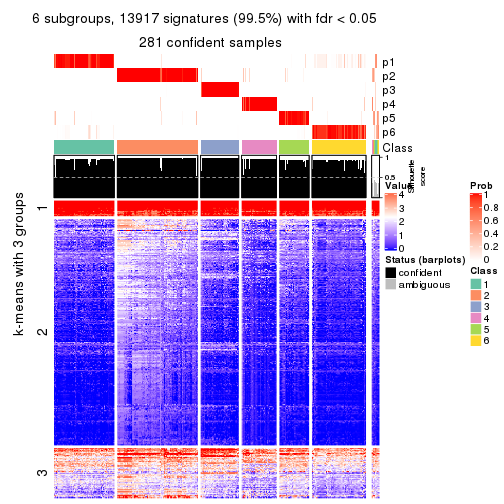 6 subgroups, 13917 signatures (99.5%) with fdr < 0.05
281 confident samples
p1
p2
p3
p4
p5
p6
Class
1
0.5
0
Silhouette
score
k-means with 3 groups
1
2
3
Value
4
3
2
1
0
Status (barplots)
confident
ambiguous
Prob
1
0.8
0.6
0.4
0.2
0
Class
1
2
3
4
5
6